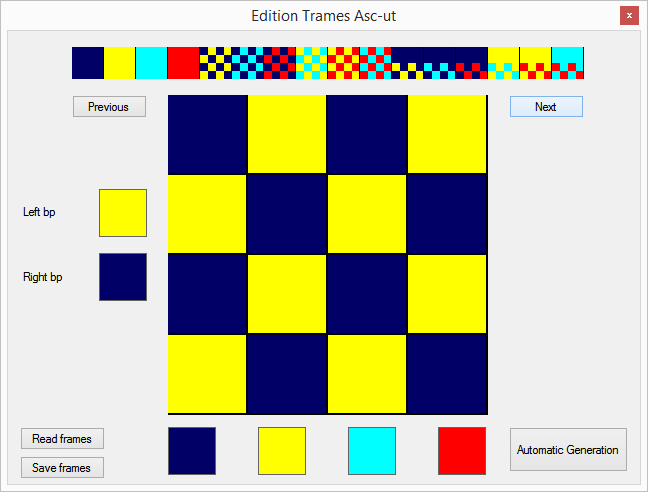 Edition Trames Asc-ut
x
Previous
Next
Left bp
Right bp
Read frames
Save frames
Automatic Generation